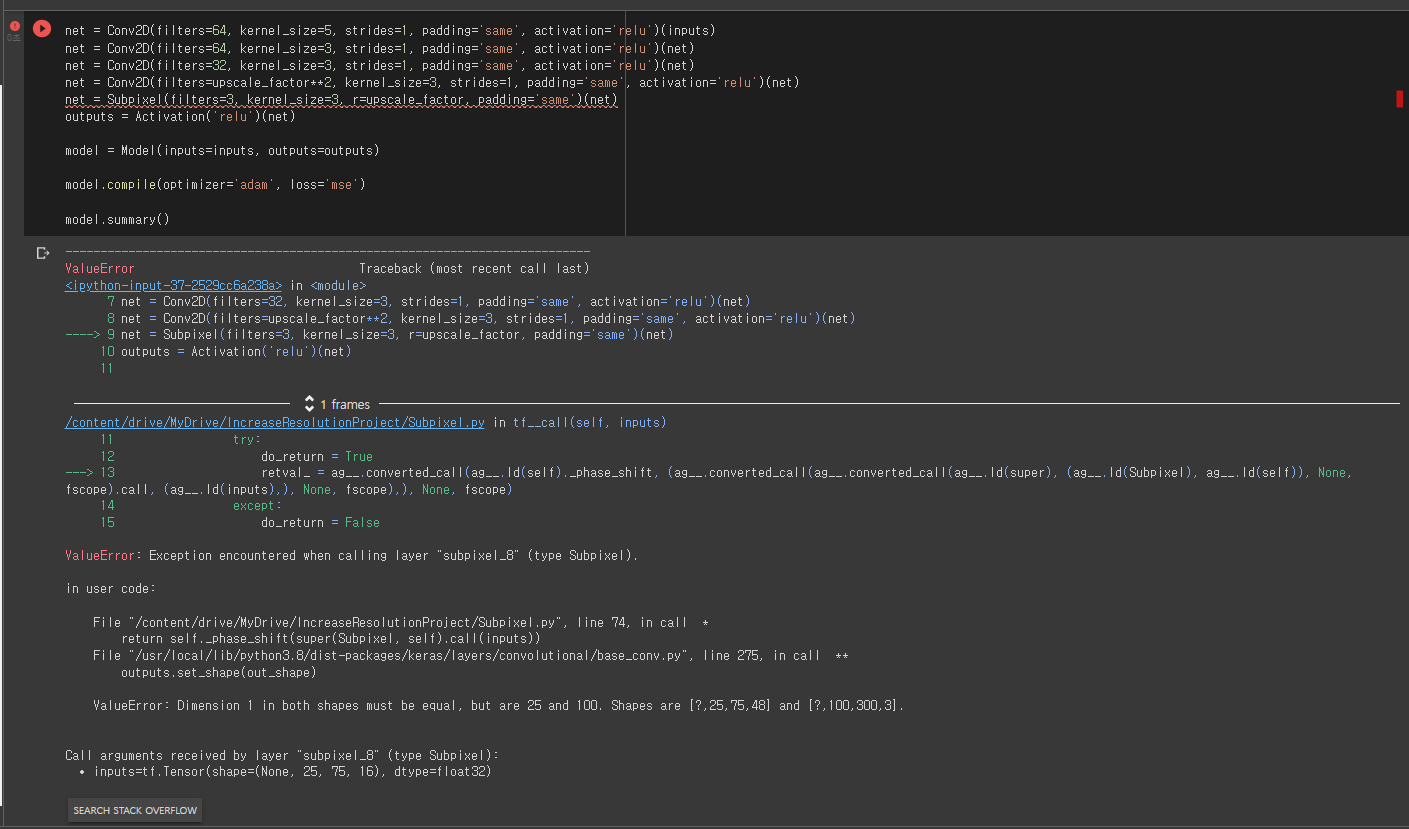 net = Conv2D(filters=64, kernel_size=5, strides=1, padding='same', activation='relu')(inputs)
0초
net = Conv2D(filters=64, kernel_size=3, strides=1, padding='same', activation='relu')(net)
net = Conv2D(filters=32, kernel_size=3, strides=1, padding='same', activation='relu')(net)
net = Conv2D(filters=upscale_factor**2, kernel_size=3, strides=1, padding='same', activation='relu')(net)
net = Subpixel(filters=3, kernel_size=3, r=upscale_factor, padding='same')(net)
outputs = Activation('relu')(net)
model = Model(inputs=inputs, outputs=outputs)
model.compile(optimizer='adam', loss='mse')
model.summary()
---------------------------------------------------------------------------
ValueError                                Traceback (most recent call last)
<ipython-input-37-2529cc6a238a> in <module>
      7 net = Conv2D(filters=32, kernel_size=3, strides=1, padding='same', activation='relu')(net)
      8 net = Conv2D(filters=upscale_factor**2, kernel_size=3, strides=1, padding='same', activation='relu')(net)
----> 9 net = Subpixel(filters=3, kernel_size=3, r=upscale_factor, padding='same')(net)
     10 outputs = Activation('relu')(net)
     11
1 frames
/content/drive/MyDrive/IncreaseResolutionProject/Subpixel.py in tf__call(self, inputs)
     11                 try:
     12                     do_return = True
---> 13                     retval_ = ag__.converted_call(ag__.ld(self)._phase_shift, (ag__.converted_call(ag__.converted_call(ag__.ld(super), (ag__.ld(Subpixel), ag__.ld(self)), None,
fscope).call, (ag__.ld(inputs),), None, fscope),), None, fscope)
     14                 except:
     15                     do_return = False
ValueError: Exception encountered when calling layer "subpixel_8" (type Subpixel).
in user code:
    File "/content/drive/MyDrive/IncreaseResolutionProject/Subpixel.py", line 74, in call  *
        return self._phase_shift(super(Subpixel, self).call(inputs))
    File "/usr/local/lib/python3.8/dist-packages/keras/layers/convolutional/base_conv.py", line 275, in call  **
        outputs.set_shape(out_shape)
    ValueError: Dimension 1 in both shapes must be equal, but are 25 and 100. Shapes are [?,25,75,48] and [?,100,300,3].
Call arguments received by layer "subpixel_8" (type Subpixel):
  • inputs=tf.Tensor(shape=(None, 25, 75, 16), dtype=float32)
SEARCH STACK OVERFLOW